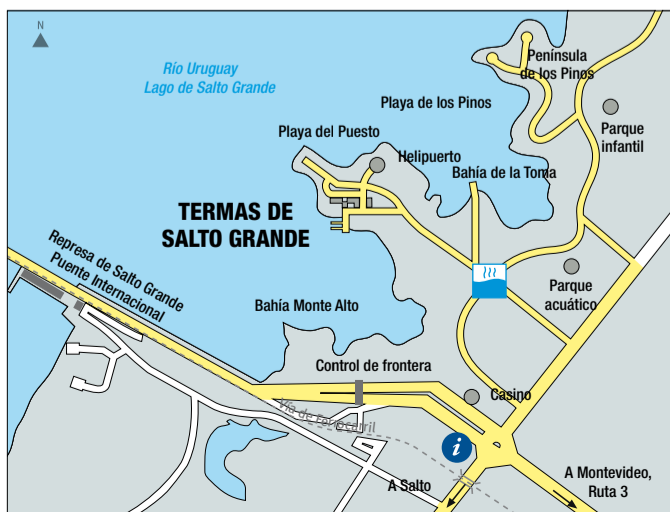 N
Río Uruguay
Lago de Salto Grande
Península
de los Pinos
Playa de los Pinos
Parque
infantil
Playa del Puesto
Helipuerto
Bahía de la Toma
TERMAS DE
SALTO GRANDE
Represa de Salto Grande
Puente Internacional
Parque
acuático
Bahía Monte Alto
Control de frontera
Casino
Vía de Ferrocarril
i
A Salto
A Montevideo,
Ruta 3